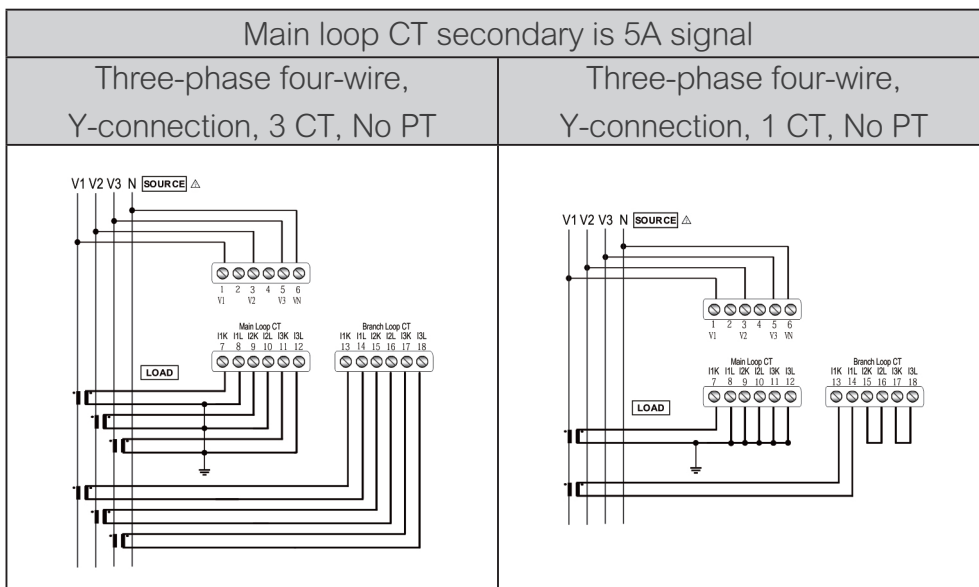 Main loop CT secondary is 5A signal
Three-phase four-wire,
Y-connection, 3 CT, No PT
Three-phase four-wire,
Y-connection, 1 CT, No PT
V1 V2 V3 N SOURCE ⚠
1 2 3 4 5 6
V1 V2 V3 VN
Main Loop CT
I1K I1L I2K I2L I3K I3L
7 8 9 10 11 12
Branch Loop CT
I1K I1L I2K I2L I3K I3L
13 14 15 16 17 18
LOAD
V1 V2 V3 N SOURCE ⚠
1 2 3 4 5 6
V1 V2 V3 VN
Main Loop CT
I1K I1L I2K I2L I3K I3L
7 8 9 10 11 12
Branch Loop CT
I1K I1L I2K I2L I3K I3L
13 14 15 16 17 18
LOAD